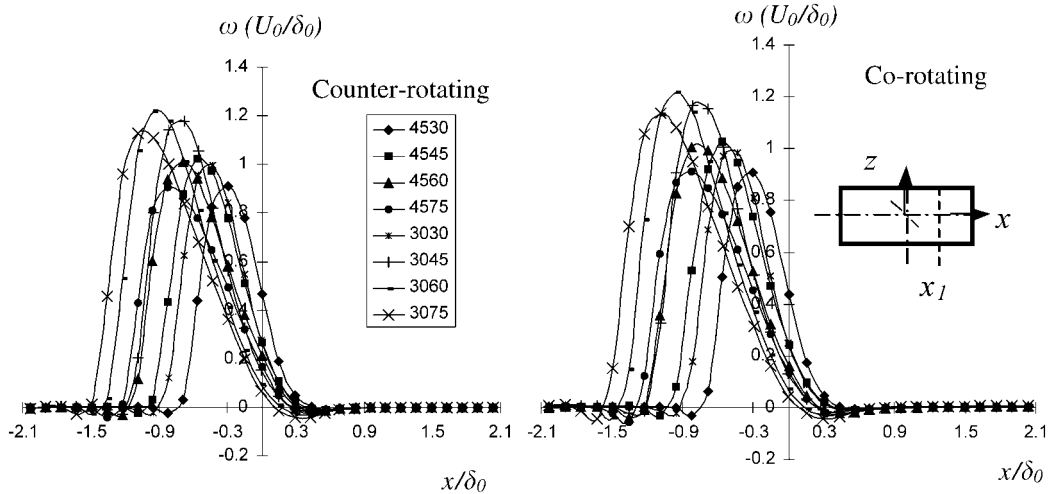 ω (U0/δ0)
1.4
Counter-rotating
1.2
1
0.8
0.6
0.4
0.2
0
-0.2
4530
4545
4560
4575
3030
3045
3060
3075
-2.1 -1.5 -0.9 -0.3 0.3 0.9 1.5 2.1
x/δ0
ω (U0/δ0)
1.4
Co-rotating
1.2
1
0.8
0.6
0.4
0.2
0
-0.2
z
x
x1
-2.1 -1.5 -0.9 -0.3 0.3 0.9 1.5 2.1
x/δ0